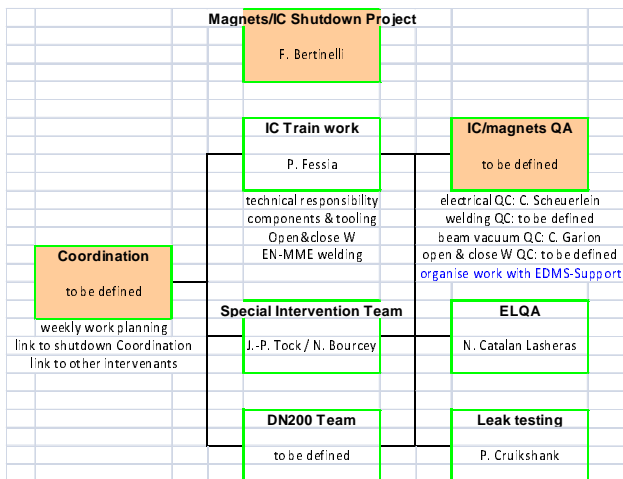 Magnets/IC Shutdown Project
F. Bertinelli
IC Train work
P. Fessia
technical responsibility
components & tooling
Open&close W
EN-MME welding
IC/magnets QA
to be defined
electrical QC: C. Scheuerlein
welding QC: to be defined
beam vacuum QC: C. Garion
open & close W QC: to be defined
organise work with EDMS-Support
Coordination
to be defined
weekly work planning
link to shutdown Coordination
link to other intervenants
Special Intervention Team
J.-P. Tock / N. Bourcey
ELQA
N. Catalan Lasheras
DN200 Team
to be defined
Leak testing
P. Cruikshank